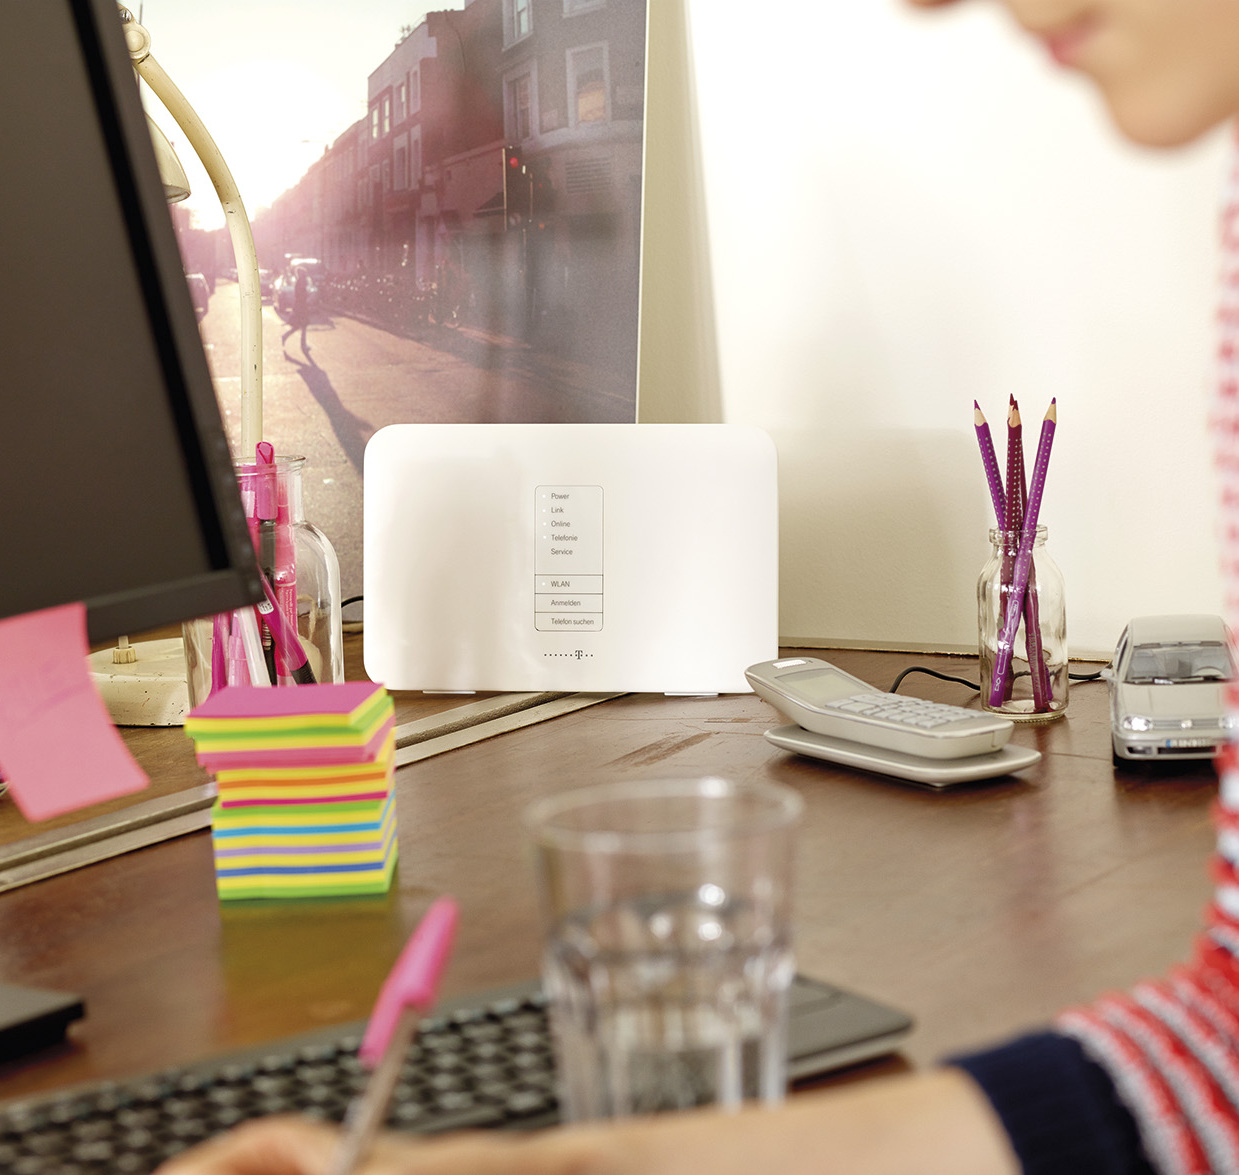 Power
Link
Online
Telefonie
Service
WLAN
Anmelden
Telefon suchen
T